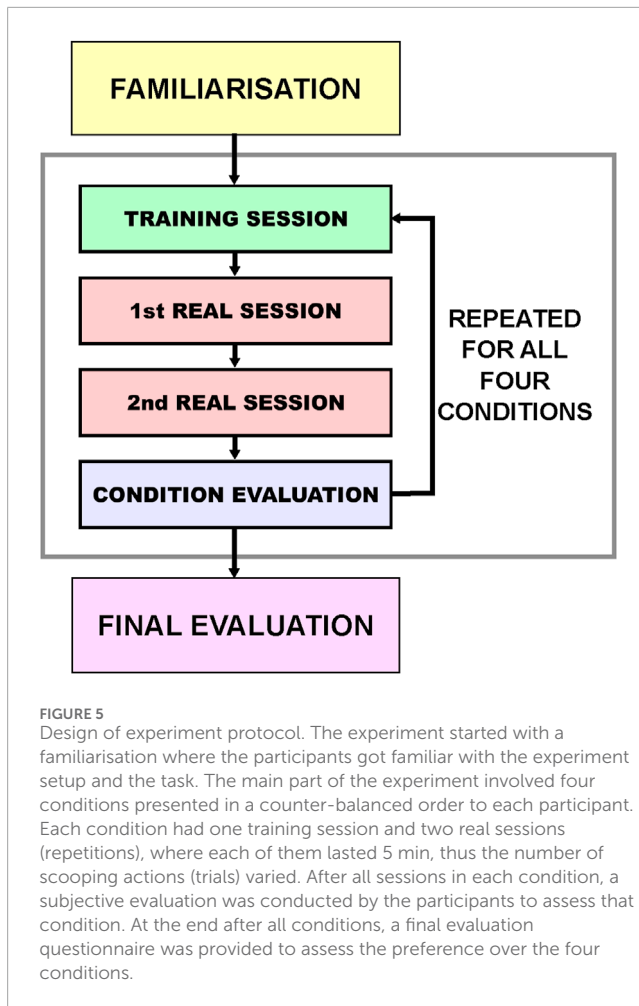 FAMILIARISATION
TRAINING SESSION
1st REAL SESSION
2nd REAL SESSION
CONDITION EVALUATION
REPEATED
FOR ALL
FOUR
CONDITIONS
FINAL EVALUATION
FIGURE 5
Design of experiment protocol. The experiment started with a
familiarisation where the participants got familiar with the experiment
setup and the task. The main part of the experiment involved four
conditions presented in a counter-balanced order to each participant.
Each condition had one training session and two real sessions
(repetitions), where each of them lasted 5 min, thus the number of
scooping actions (trials) varied. After all sessions in each condition, a
subjective evaluation was conducted by the participants to assess that
condition. At the end after all conditions, a final evaluation
questionnaire was provided to assess the preference over the four
conditions.